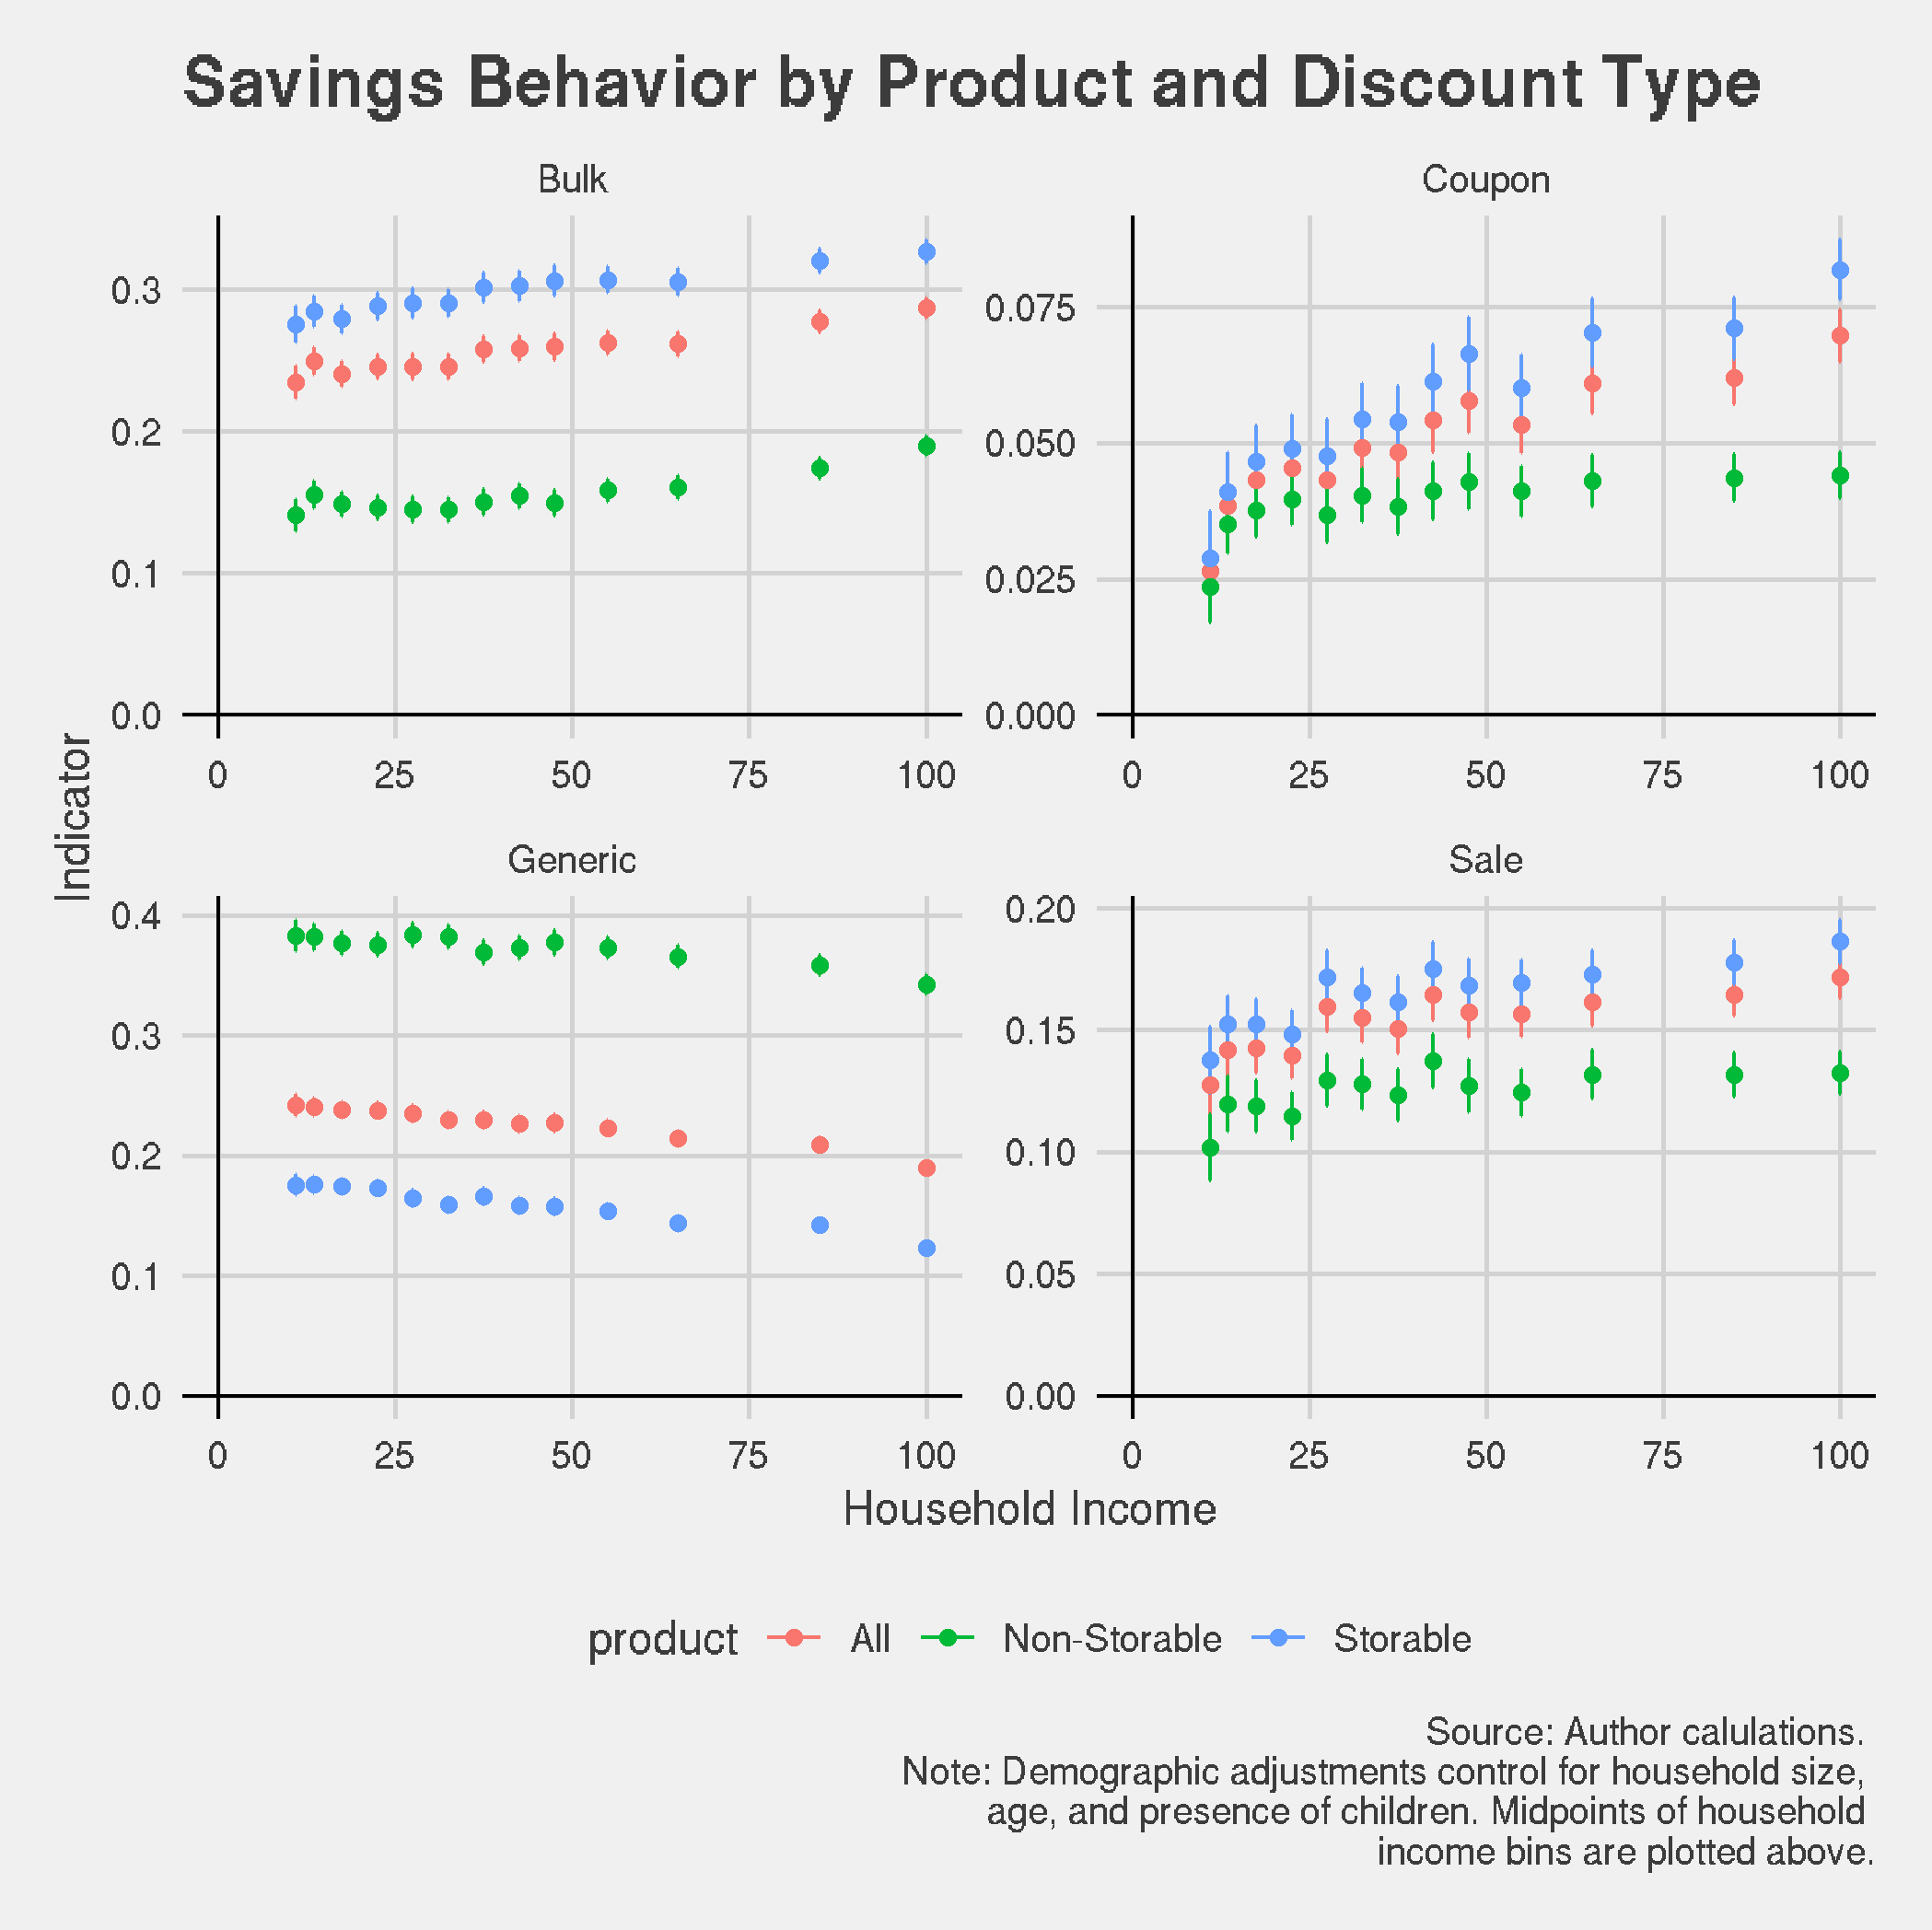 Savings Behavior by Product and Discount Type
Bulk
Coupon
0.3
0.2
0.1
0.0
0.075
0.050
0.025
0.000
0 25 50 75 100
0 25 50 75 100
Indicator
Generic
Sale
0.4
0.3
0.2
0.1
0.0
0.20
0.15
0.10
0.05
0.00
0 25 50 75 100
0 25 50 75 100
Household Income
product All Non-Storable Storable
Source: Author calulations.
Note: Demographic adjustments control for household size,
age, and presence of children. Midpoints of household
income bins are plotted above.